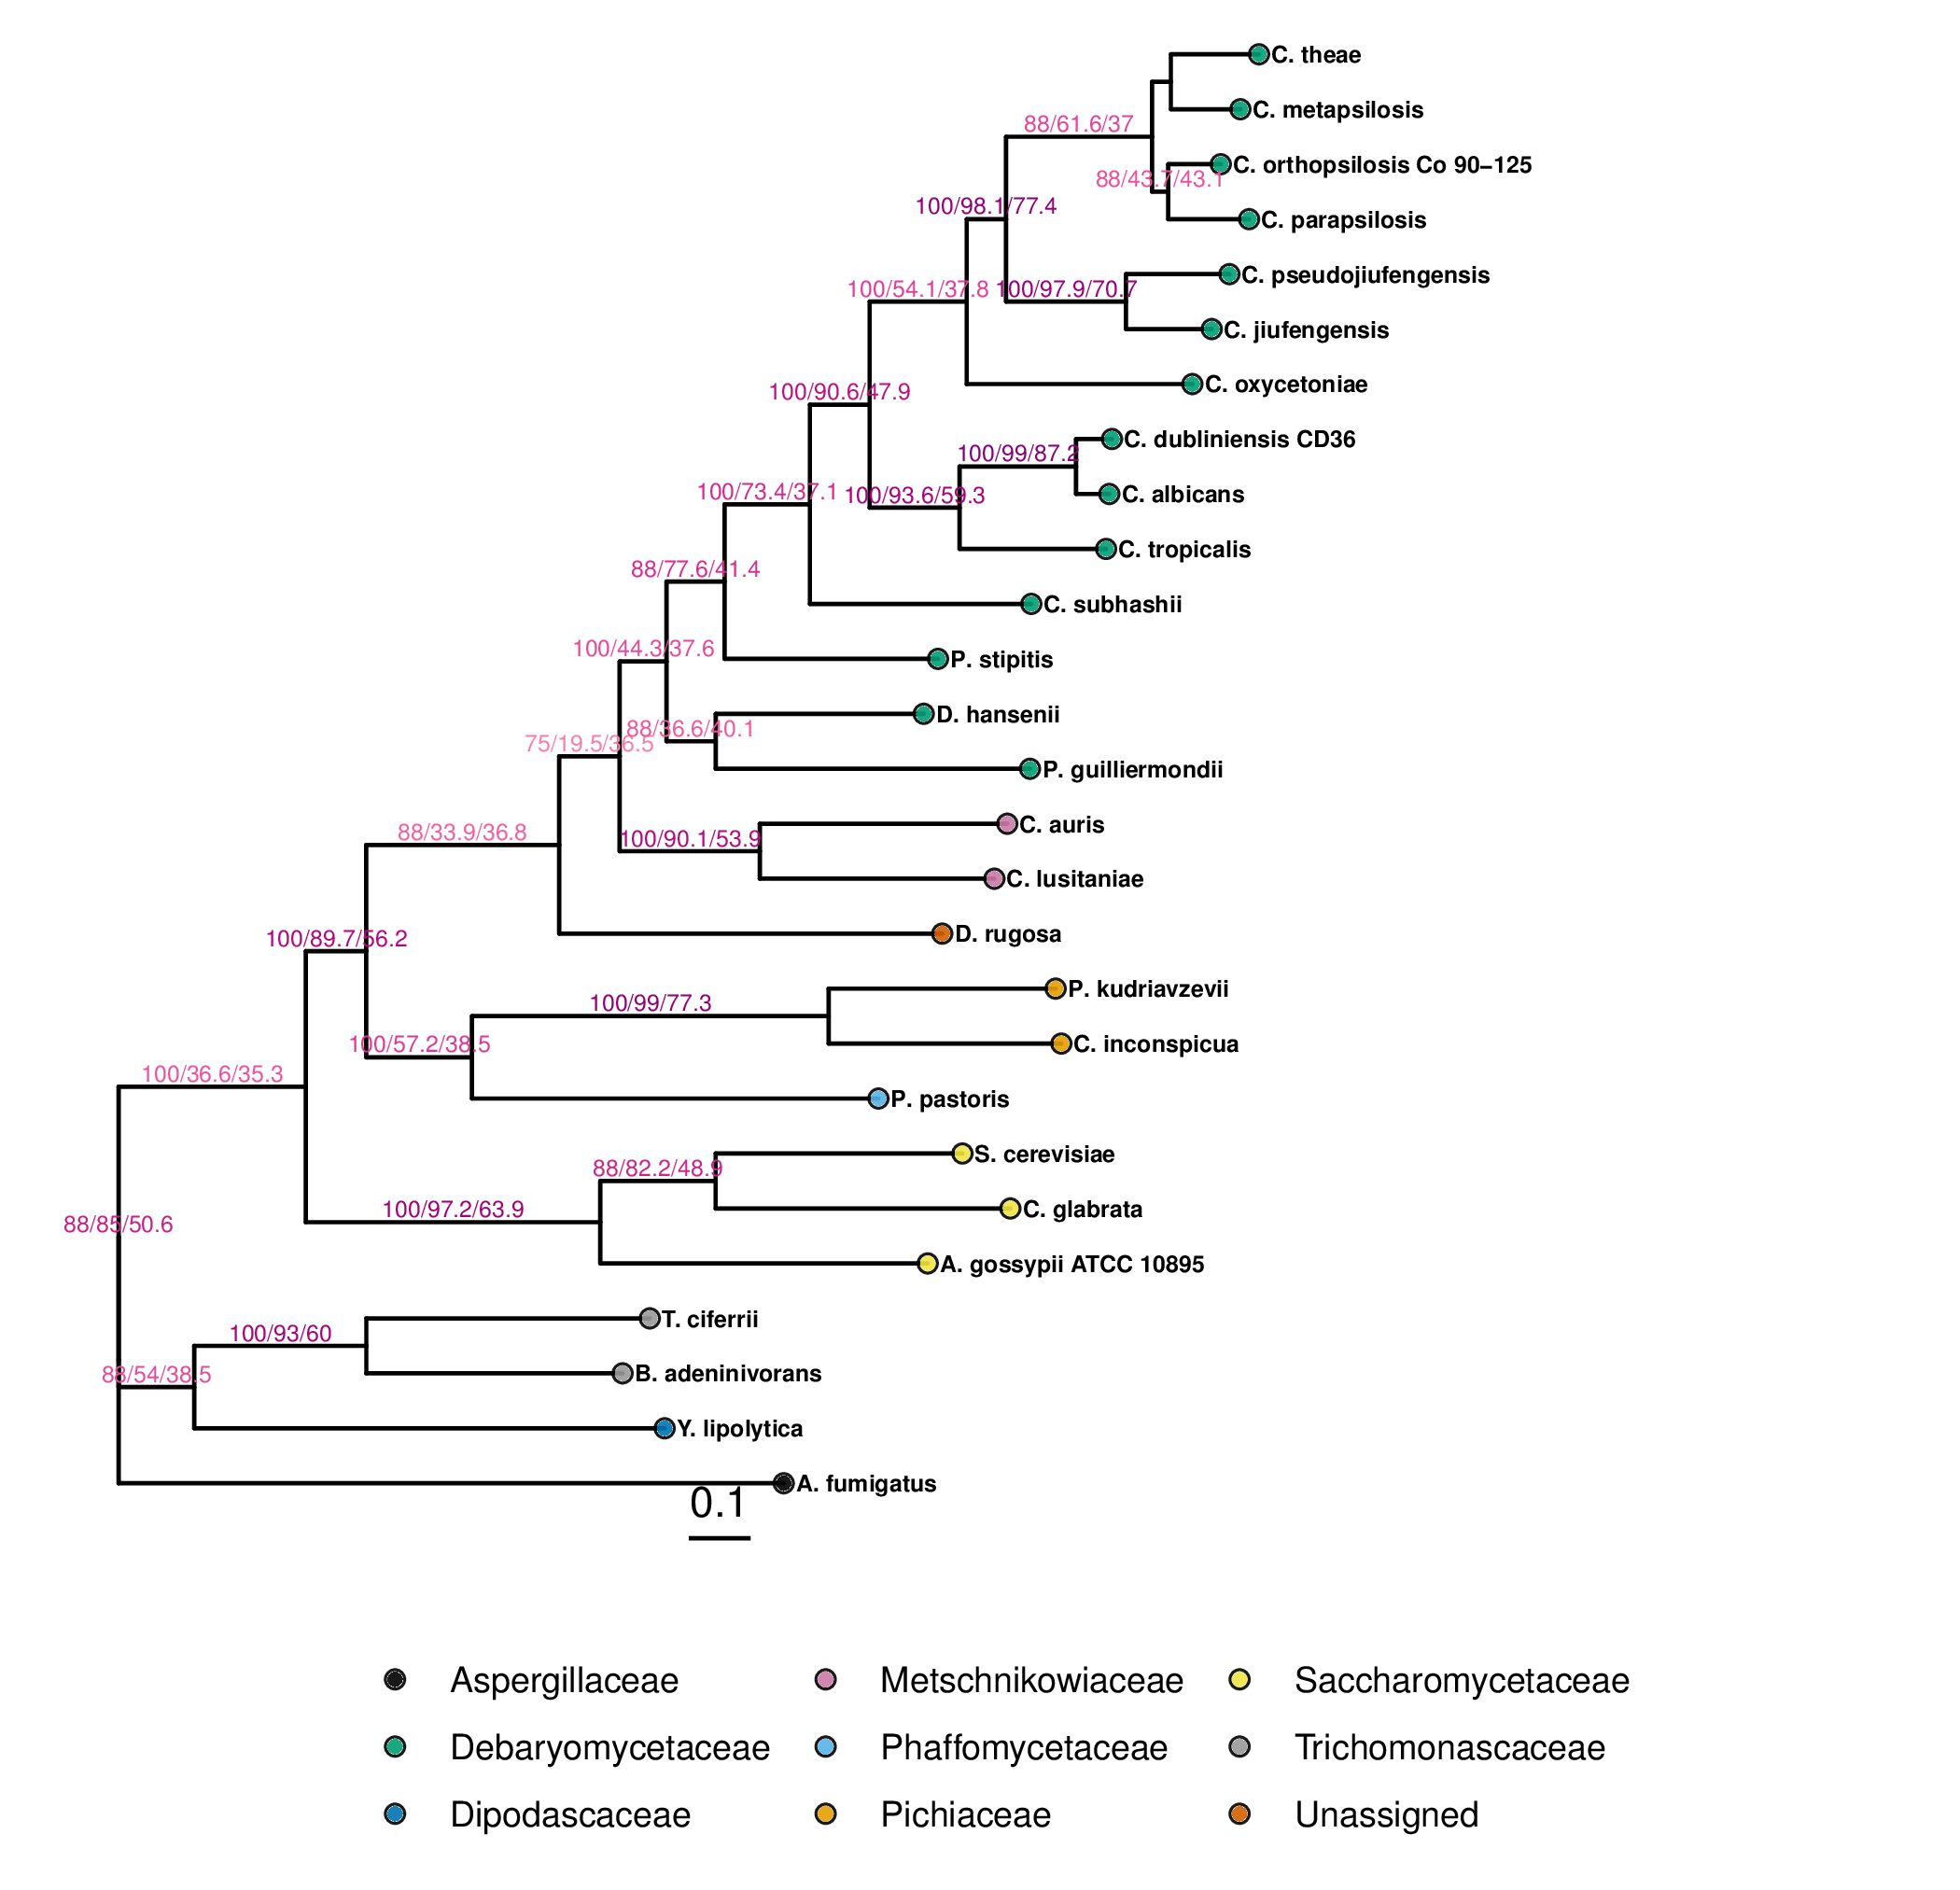 C. theae
C. metapsilosis
88/61.6/37
C. orthopsilosis Co 90–125
88/43.7/43.1
C. parapsilosis
100/98.1/77.4
C. pseudojiufengensis
100/54.1/37.8
100/97.9/70.7
C. jiufengensis
C. oxycetoniae
100/90.6/47.9
C. dubliniensis CD36
100/99/87.2
C. albicans
100/73.4/37.1
100/93.6/59.3
C. tropicalis
88/77.6/41.4
C. subhashii
100/44.3/37.6
P. stipitis
D. hansenii
88/36.6/40.1
75/19.5/36.5
P. guilliermondii
C. auris
88/33.9/36.8
100/90.1/53.9
C. lusitaniae
D. rugosa
100/89.7/56.2
P. kudriavzevii
100/99/77.3
C. inconspicua
100/57.2/38.5
100/36.6/35.3
P. pastoris
S. cerevisiae
88/82.2/48.9
C. glabrata
100/97.2/63.9
88/85/50.6
A. gossypii ATCC 10895
T. ciferrii
100/93/60
B. adeninivorans
88/54/38.5
Y. lipolytica
A. fumigatus
0.1
Aspergillaceae
Metschnikowiaceae
Saccharomycetaceae
Debaryomycetaceae
Phaffomycetaceae
Trichomonascaceae
Dipodascaceae
Pichiaceae
Unassigned